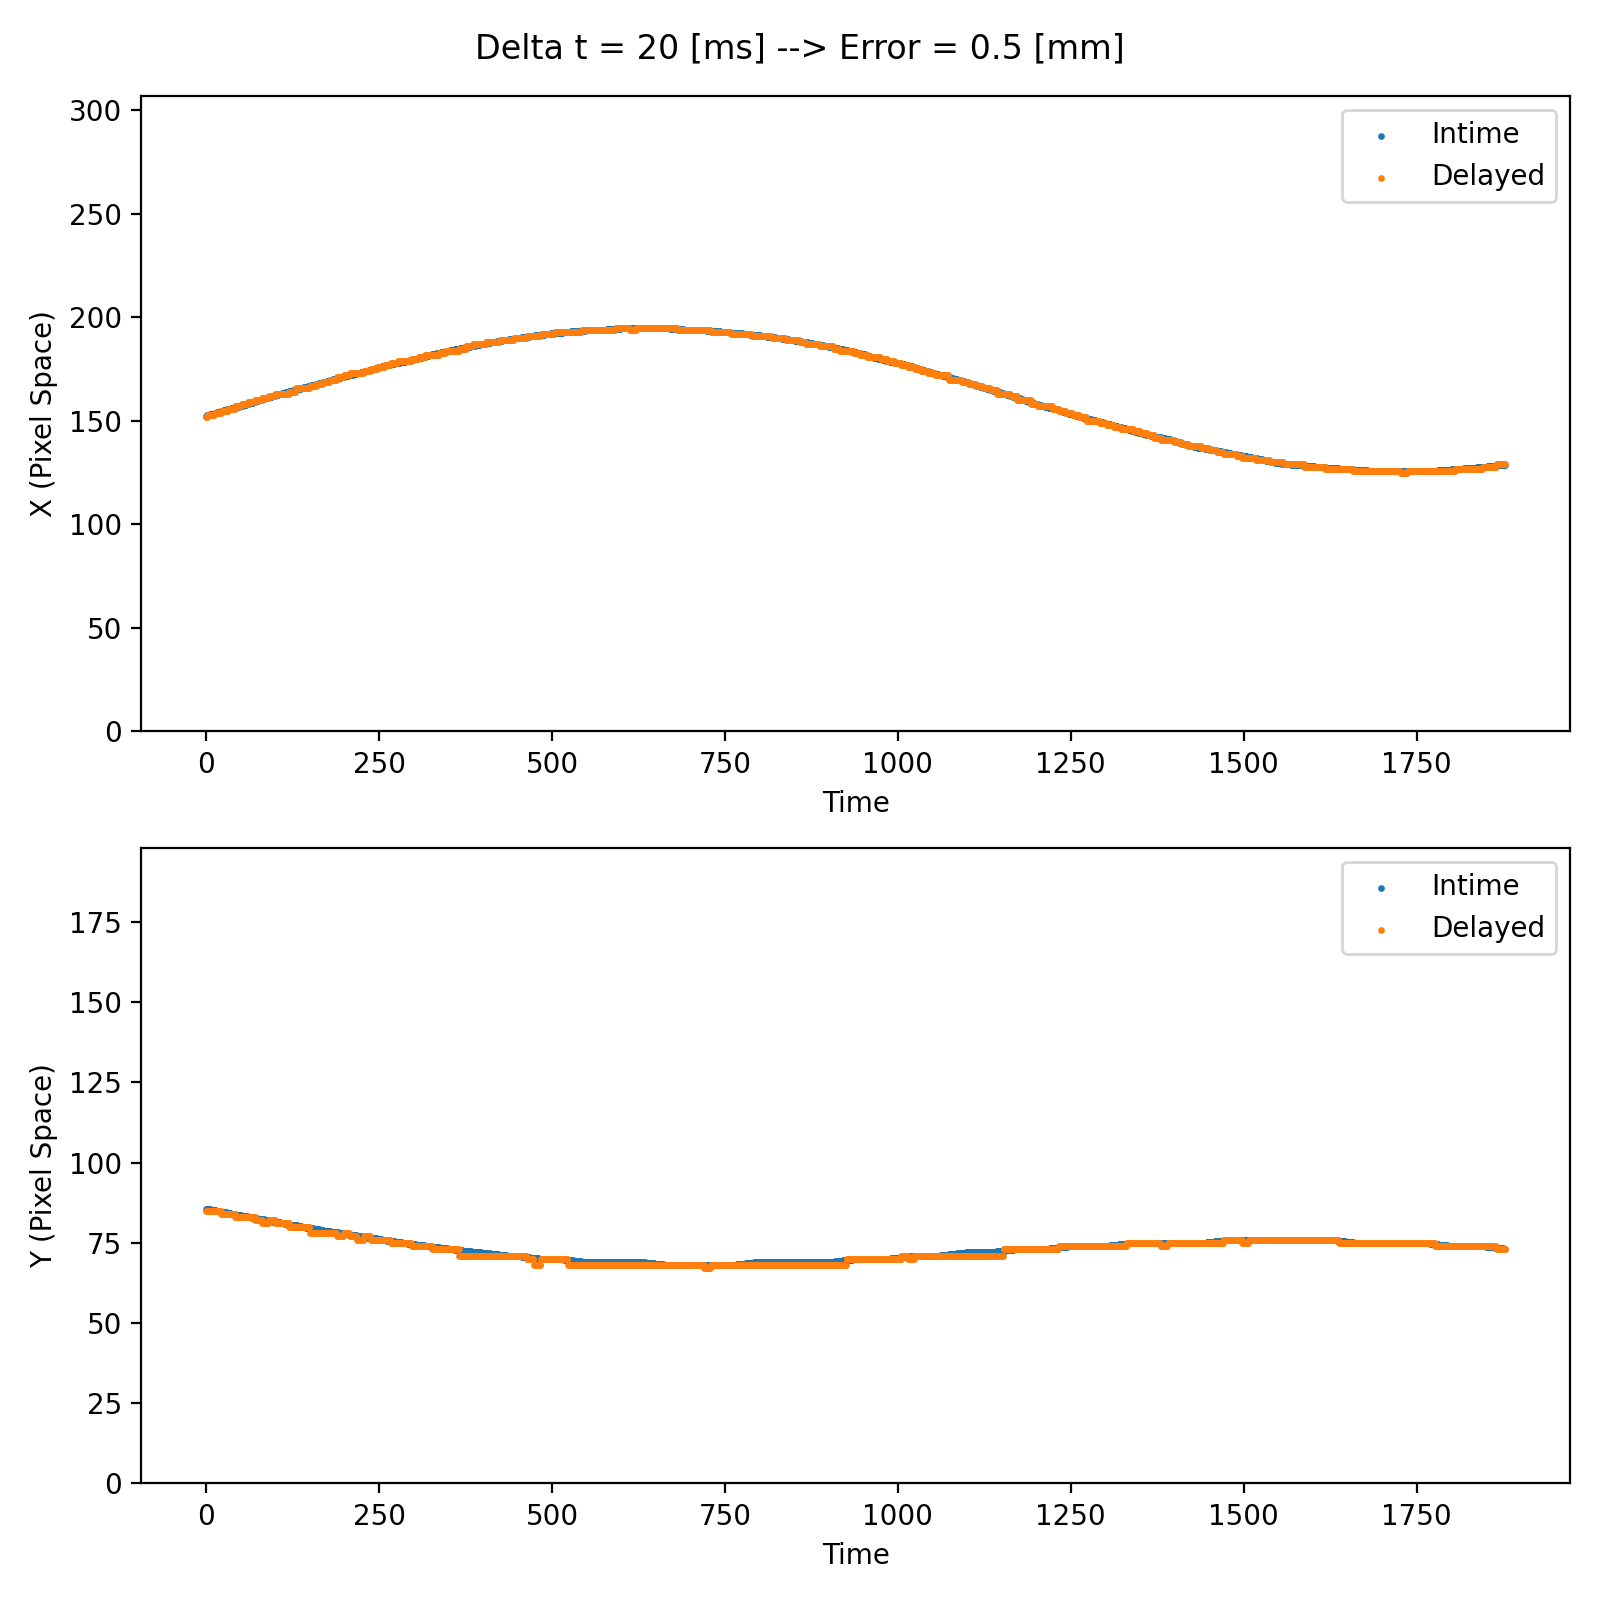 Delta t = 20 [ms] --> Error = 0.5 [mm]
300
250
200
150
100
50
0
X (Pixel Space)
Intime
Delayed
0 250 500 750 1000 1250 1500 1750
Time
175
150
125
100
75
50
25
0
Y (Pixel Space)
Intime
Delayed
0 250 500 750 1000 1250 1500 1750
Time